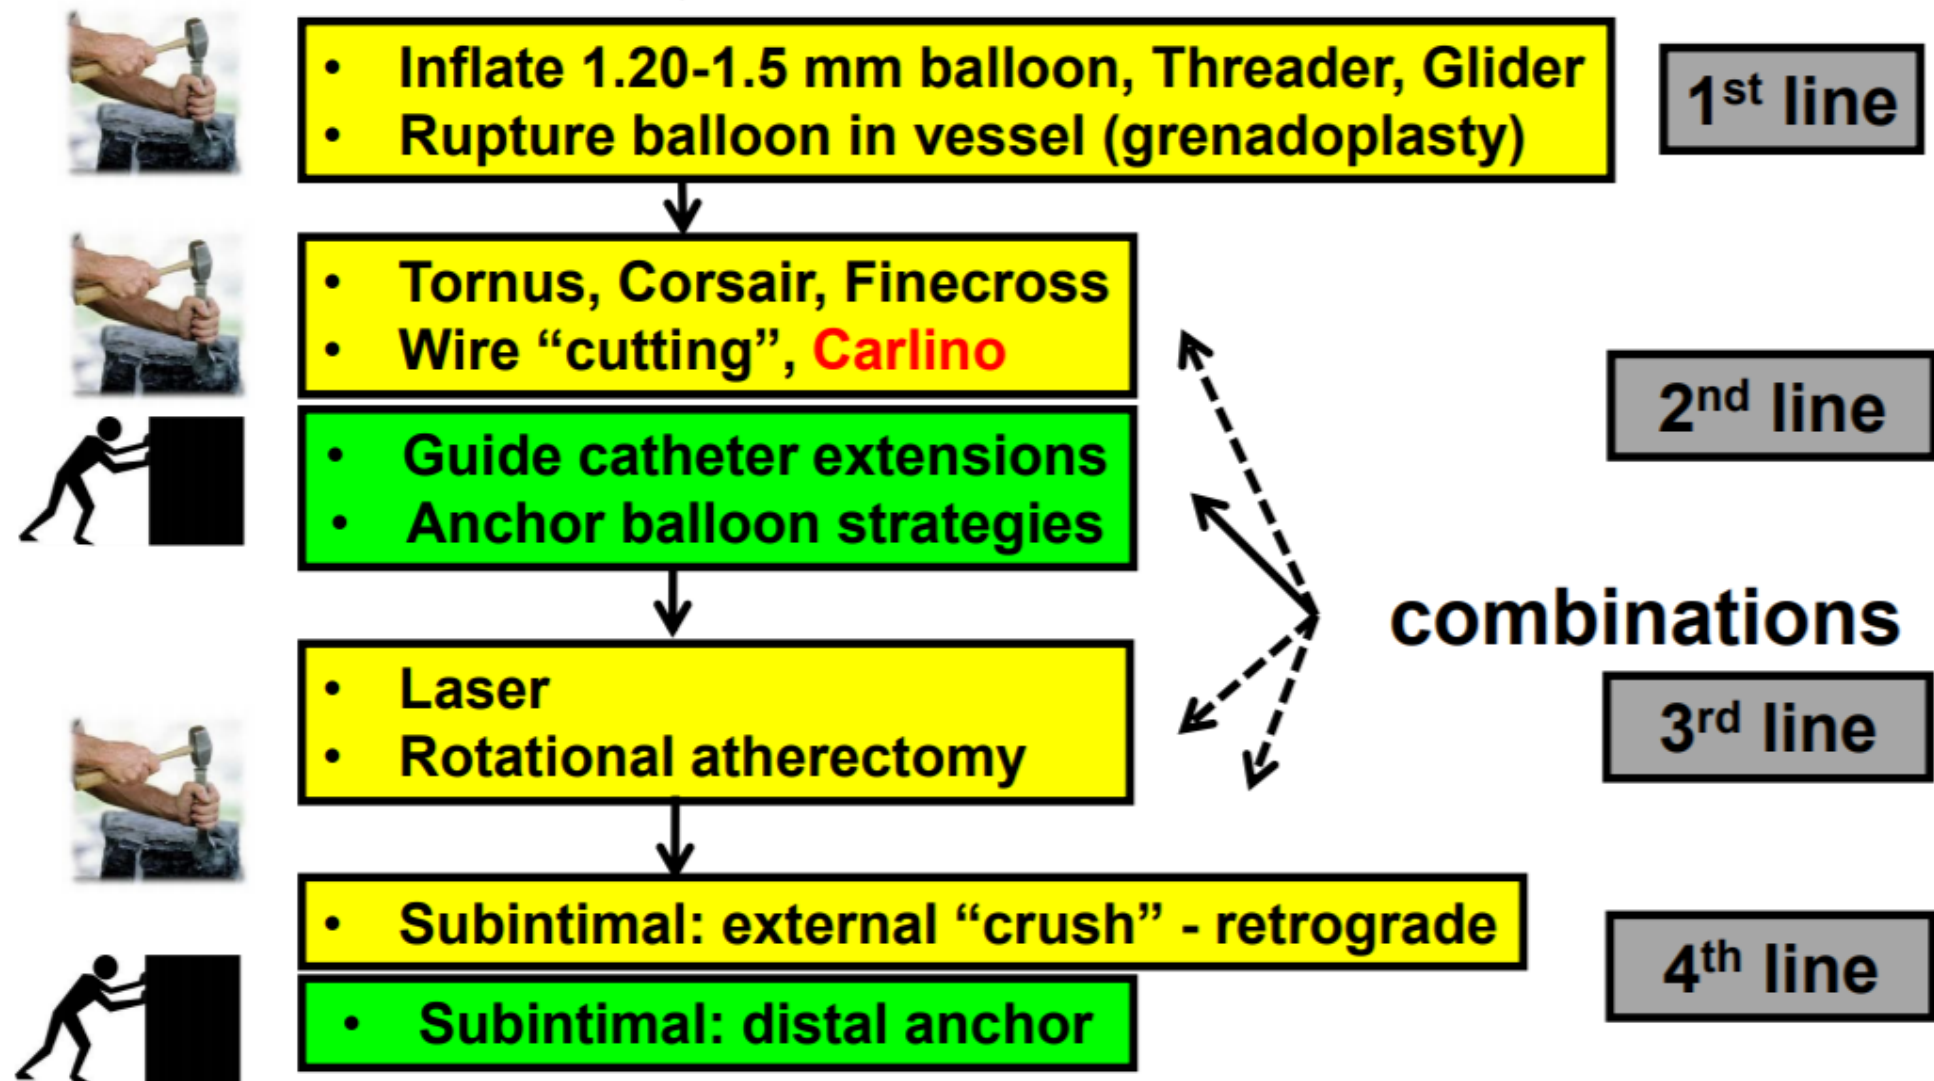 • Inflate 1.20-1.5 mm balloon, Threader, Glider
• Rupture balloon in vessel (grenadoplasty)
1st line
• Tornus, Corsair, Finecross
• Wire “cutting”, Carlino
• Guide catheter extensions
• Anchor balloon strategies
2nd line
combinations
• Laser
• Rotational atherectomy
3rd line
• Subintimal: external “crush” - retrograde
• Subintimal: distal anchor
4th line